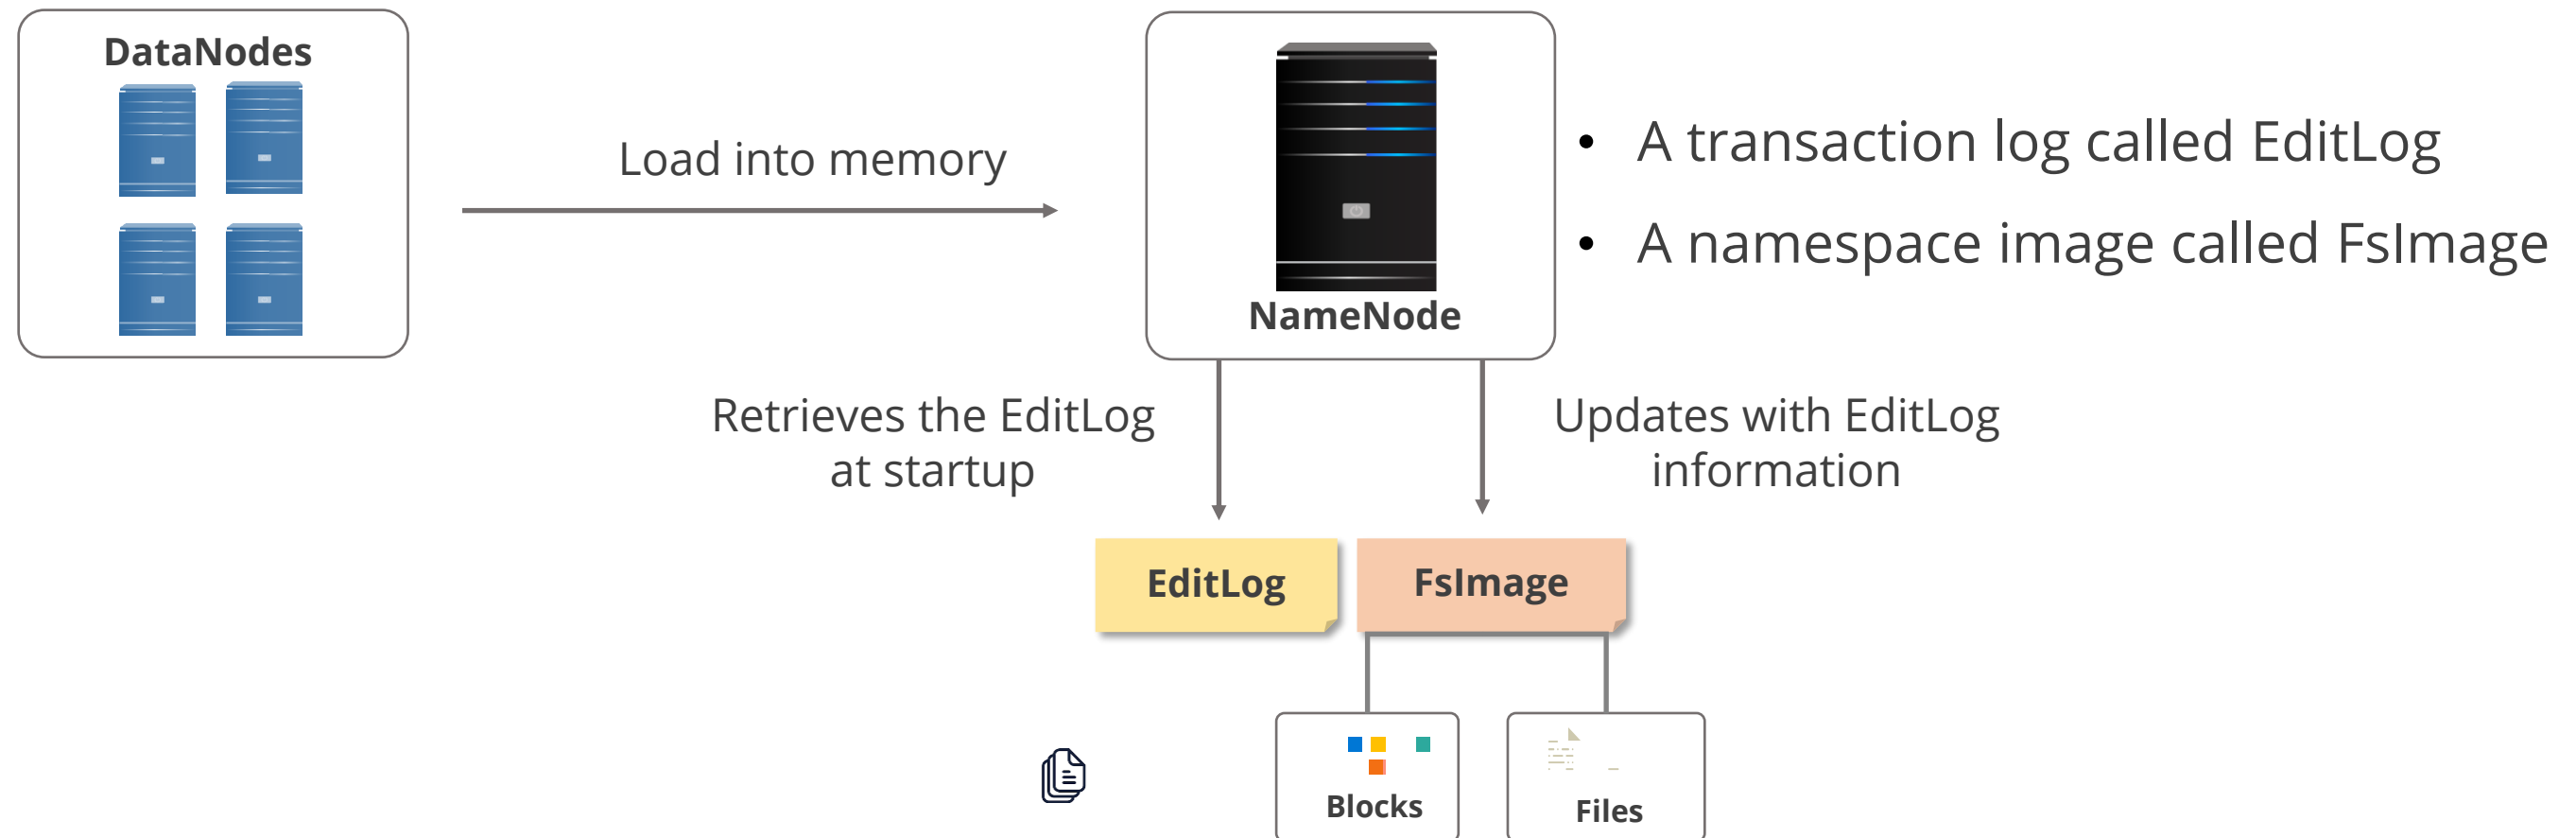 DataNodes
Load into memory
NameNode
• A transaction log called EditLog
• A namespace image called FsImage
Retrieves the EditLog
at startup
Updates with EditLog
information
EditLog
FsImage
Blocks
Files